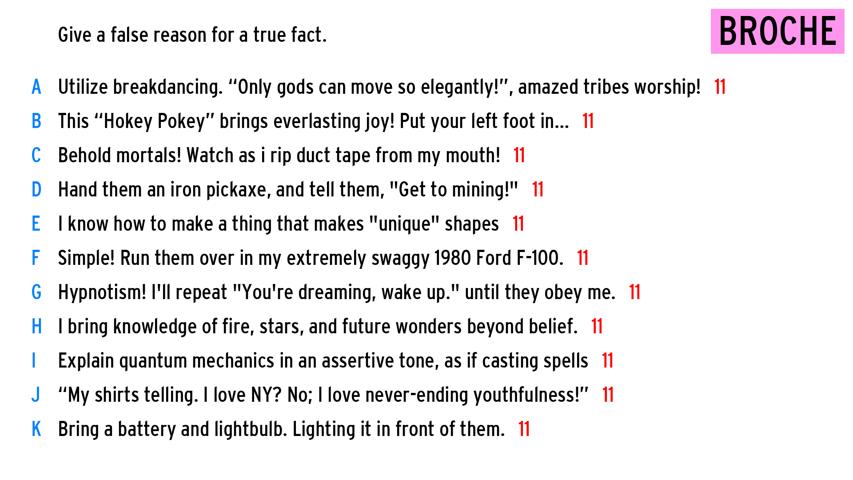 Give a false reason for a true fact.
BROCHE
A Utilize breakdancing. “Only gods can move so elegantly!”, amazed tribes worship! 11
B This “Hokey Pokey” brings everlasting joy! Put your left foot in... 11
C Behold mortals! Watch as i rip duct tape from my mouth! 11
D Hand them an iron pickaxe, and tell them, "Get to mining!" 11
E I know how to make a thing that makes "unique" shapes 11
F Simple! Run them over in my extremely swaggy 1980 Ford F-100. 11
G Hypnotism! I'll repeat "You're dreaming, wake up." until they obey me. 11
H I bring knowledge of fire, stars, and future wonders beyond belief. 11
I Explain quantum mechanics in an assertive tone, as if casting spells 11
J “My shirts telling. I love NY? No; I love never-ending youthfulness!” 11
K Bring a battery and lightbulb. Lighting it in front of them. 11